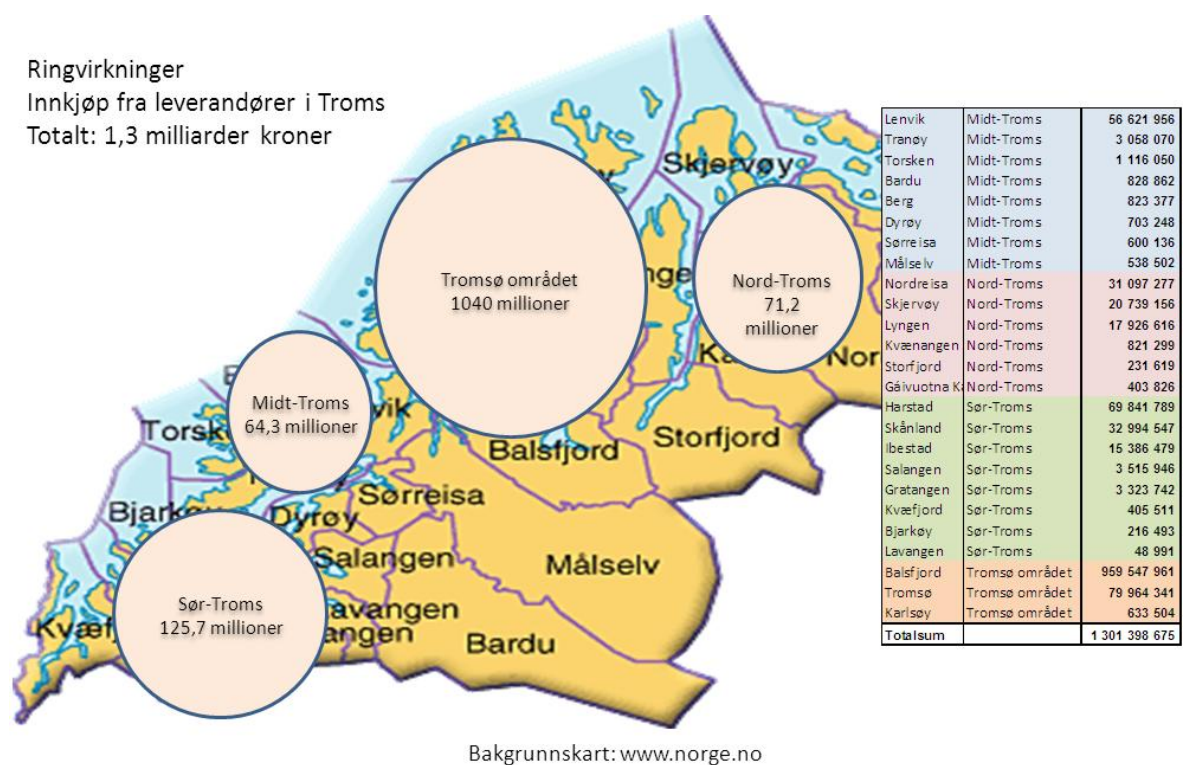 Ringvirkninger
Innkjøp fra leverandører i Troms
Totalt: 1,3 milliarder kroner
Skjervøy
Tromsø området
1040 millioner
Nord-Troms
71,2
millioner
Midt-Troms
64,3 millioner
Torsk
Balsfjord
Storfjord
Sørreisa
Bjark
Dyrøy
Salangen
Målselv
Sør-Troms
125,7 millioner
Kvæf
avangen
angen
Bardu
Lenvik Midt-Troms 56 621 956
Tranøy Midt-Troms 3 058 070
Torsken Midt-Troms 1 116 050
Bardu Midt-Troms 828 862
Berg Midt-Troms 823 377
Dyrøy Midt-Troms 703 248
Sørreisa Midt-Troms 600 136
Målselv Midt-Troms 538 502
Nordreisa Nord-Troms 31 097 277
Skjervøy Nord-Troms 20 739 156
Lyngen Nord-Troms 17 926 616
Kvænangen Nord-Troms 821 299
Storfjord Nord-Troms 231 619
Gáivuotna Ka Nord-Troms 403 826
Harstad Sør-Troms 69 841 789
Skånland Sør-Troms 32 994 547
Ibestad Sør-Troms 15 386 479
Salangen Sør-Troms 3 515 946
Gratangen Sør-Troms 3 323 742
Kvæfjord Sør-Troms 405 511
Bjarkøy Sør-Troms 216 493
Lavangen Sør-Troms 48 991
Balsfjord Tromsø området 959 547 961
Tromsø Tromsø området 79 964 341
Karlsøy Tromsø området 633 504
Totalsum 1 301 398 675
Bakgrunnskart: www.norge.no